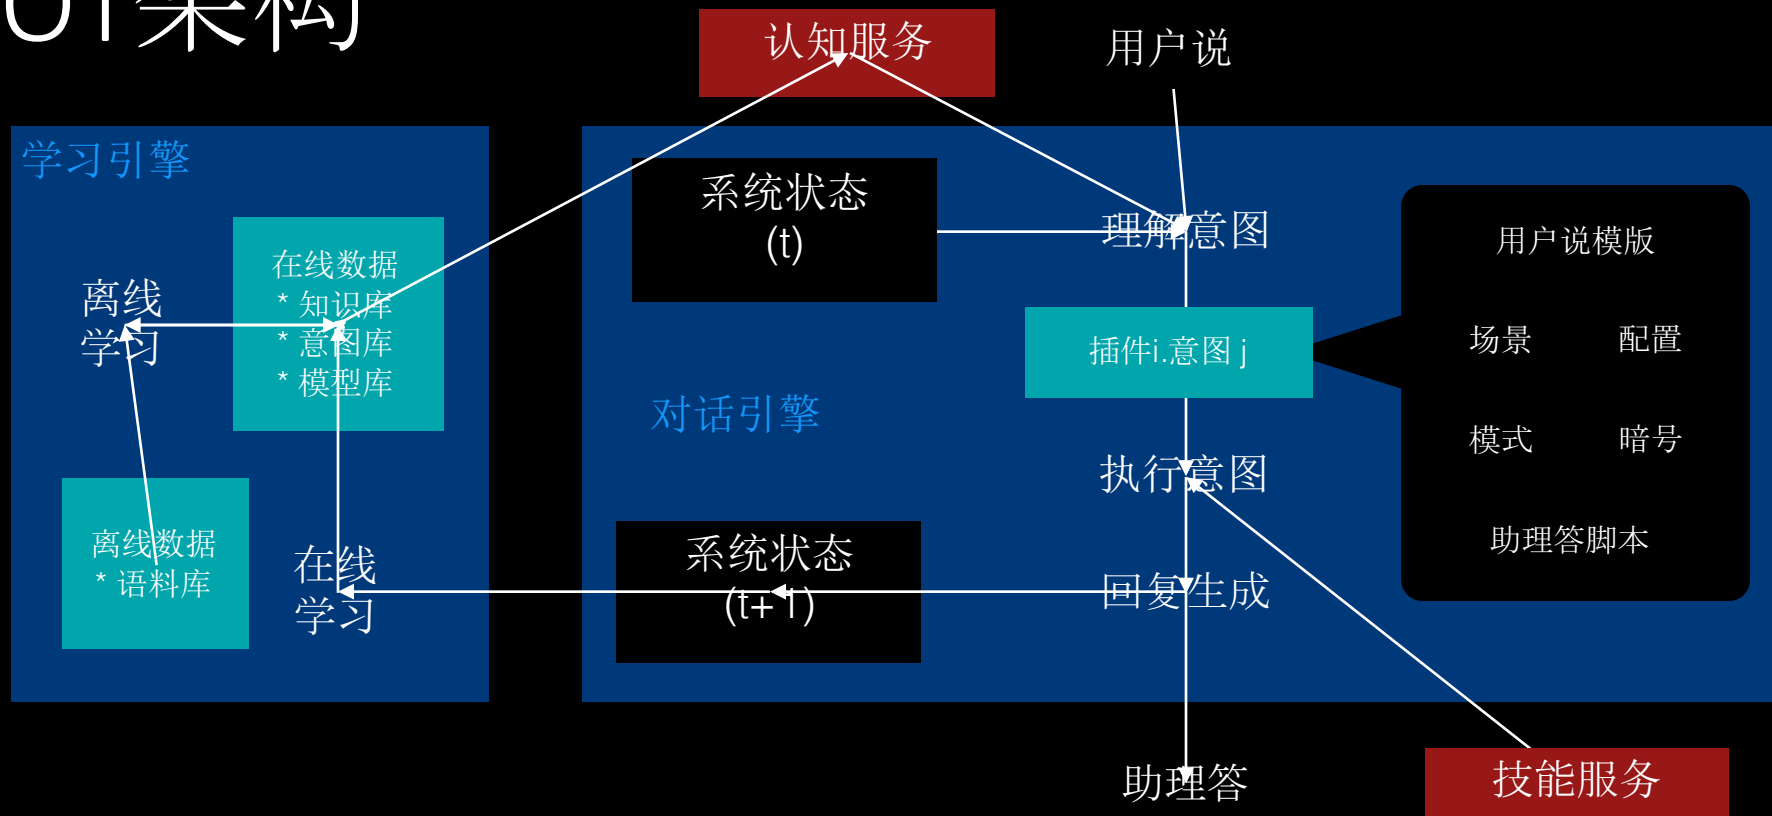 架构
认知服务
用户说
学习引擎
离线
学习
在线数据
* 知识库
* 意图库
* 模型库
离线数据
* 语料库
在线
学习
系统状态
(t)
理解意图
插件i.意图 j
对话引擎
执行意图
系统状态
(t+1)
回复生成
助理答
用户说模版
场景
配置
模式
暗号
助理答脚本
技能服务